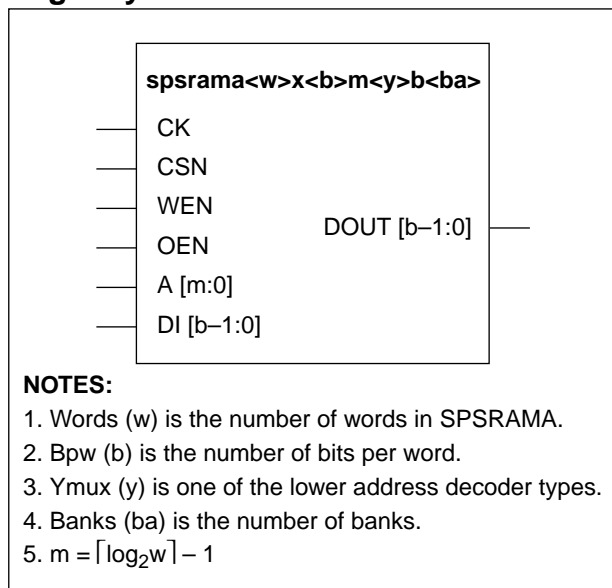 spsrama<w>x<b>m<y>b<ba>
CK
CSN
WEN
OEN
A [m:0]
DI [b–1:0]
DOUT [b–1:0]
NOTES:
1. Words (w) is the number of words in SPSRAMA.
2. Bpw (b) is the number of bits per word.
3. Ymux (y) is one of the lower address decoder types.
4. Banks (ba) is the number of banks.
5. m = ⌈log₂w⌉ – 1